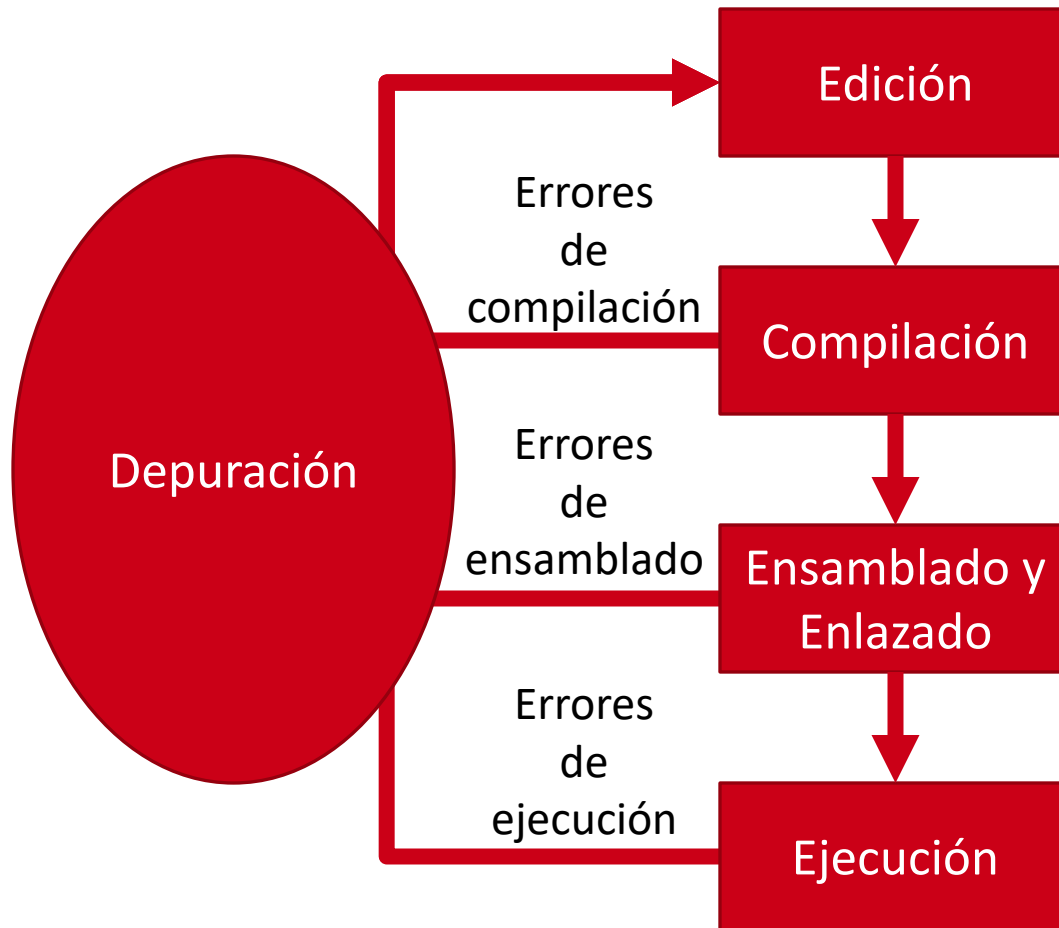 Edición
Errores
de
compilación
Compilación
Depuración
Errores
de
ensamblado
Ensamblado y
Enlazado
Errores
de
ejecución
Ejecución